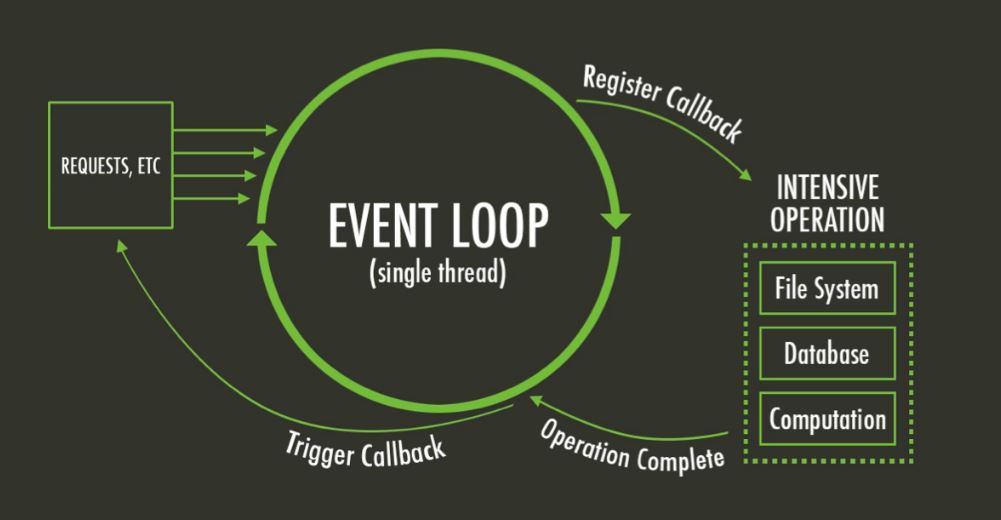 REQUESTS, ETC
EVENT LOOP
(single thread)
Register Callback
INTENSIVE
OPERATION
File System
Database
Computation
Operation Complete
Trigger Callback